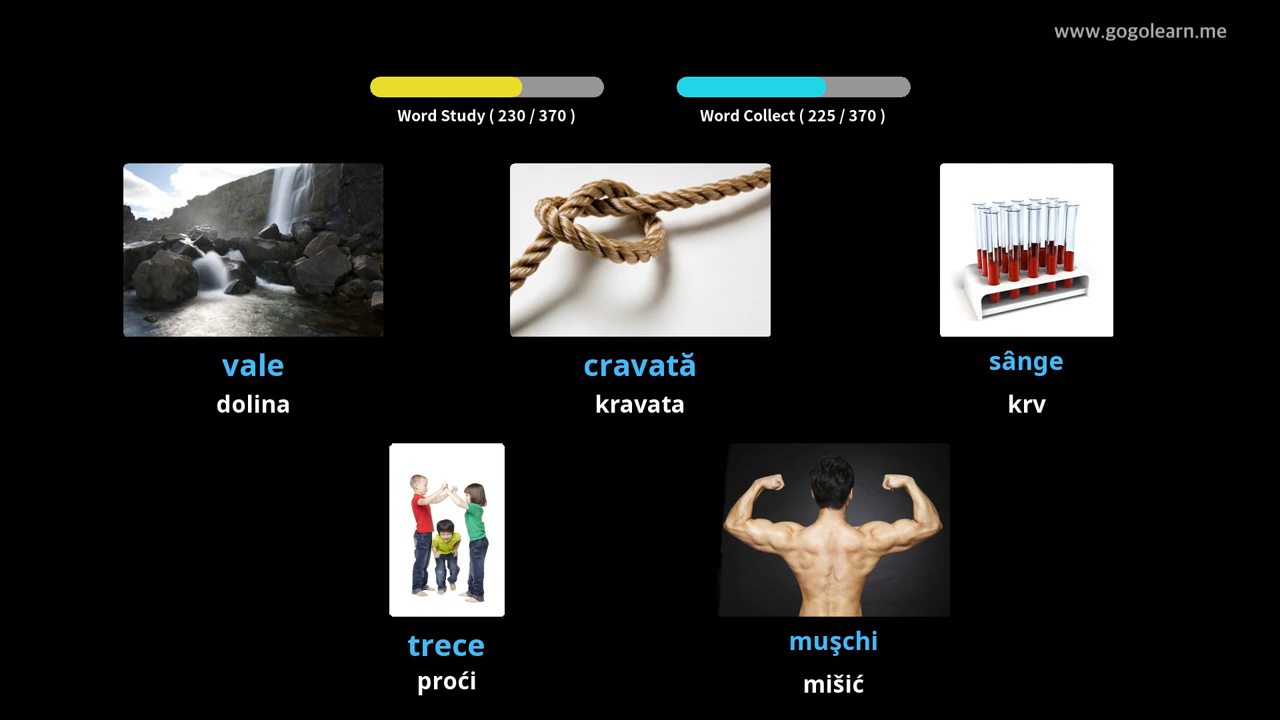 www.gogolearn.me
Word Study ( 230 / 370 )
Word Collect ( 225 / 370 )
vale
dolina
cravată
kravata
sânge
krv
trece
proći
muşchi
mišić